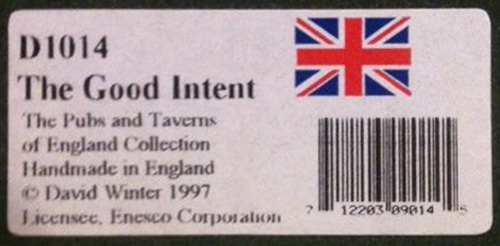 D1014
The Good Intent
The Pubs and Taverns
of England Collection
Handmade in England
© David Winter 1997
Licensee, Enesco Corporation
7 12203 09014 5